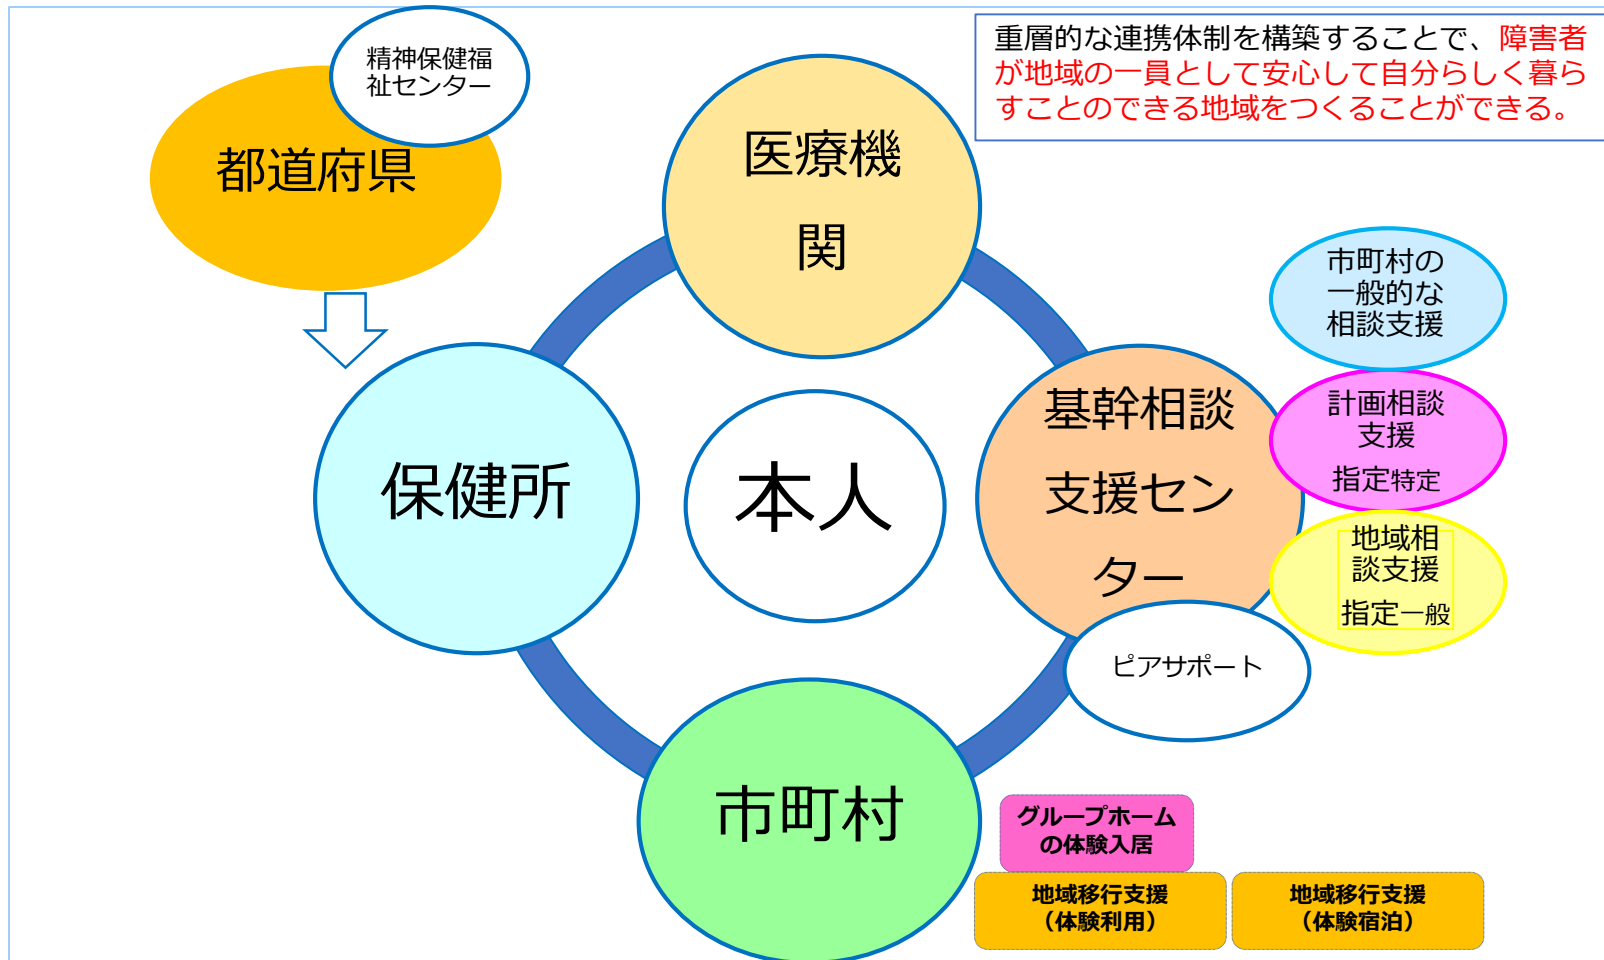 精神保健福
祉センター
都道府県
重層的な連携体制を構築することで、障害者
が地域の一員として安心して自分らしく暮ら
すことのできる地域をつくることができる。
医療機
関
市町村の
一般的な
相談支援
保健所
本人
基幹相談
支援セン
ター
計画相談
支援
指定特定
地域相
談支援
指定一般
ピアサポート
市町村
グループホーム
の体験入居
地域移行支援
（体験利用）
地域移行支援
（体験宿泊）